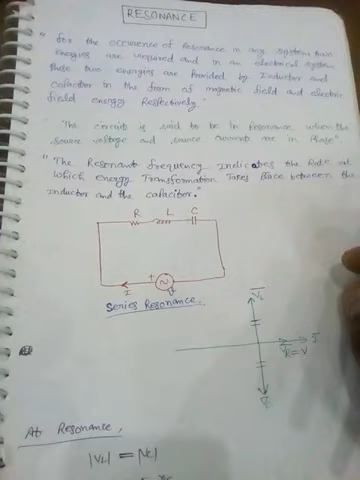 RESONANCE
" For the occurence of Resonance in any system two
energies are required and in an electrical system
these two energies are Provided by Inductor and
capacitor in the form of magnetic field and electric
field energy Respectively."
" The circuit is said to be In Resonance when the
source voltage and source current are in Phase"
" The Resonant frequency Indicates the Rate at
which energy Transformation Takes Place between the
Inductor and the capacitor."
R L C
I + V
Series Resonance.
VL
I
VR=V
VC
At Resonance,
|VL| = |VC|